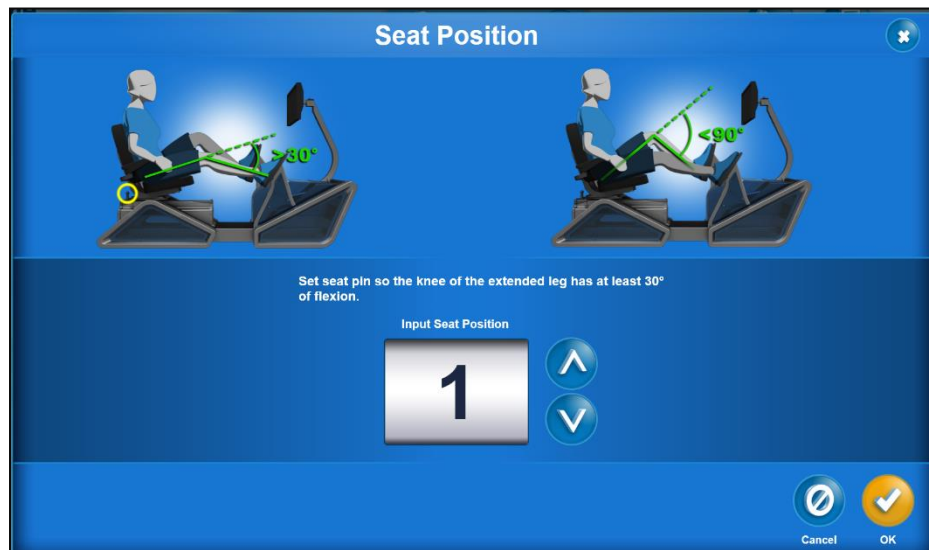 Seat Position
>30°
<90°
Set seat pin so the knee of the extended leg has at least 30°
of flexion.
Input Seat Position
1
Cancel
OK